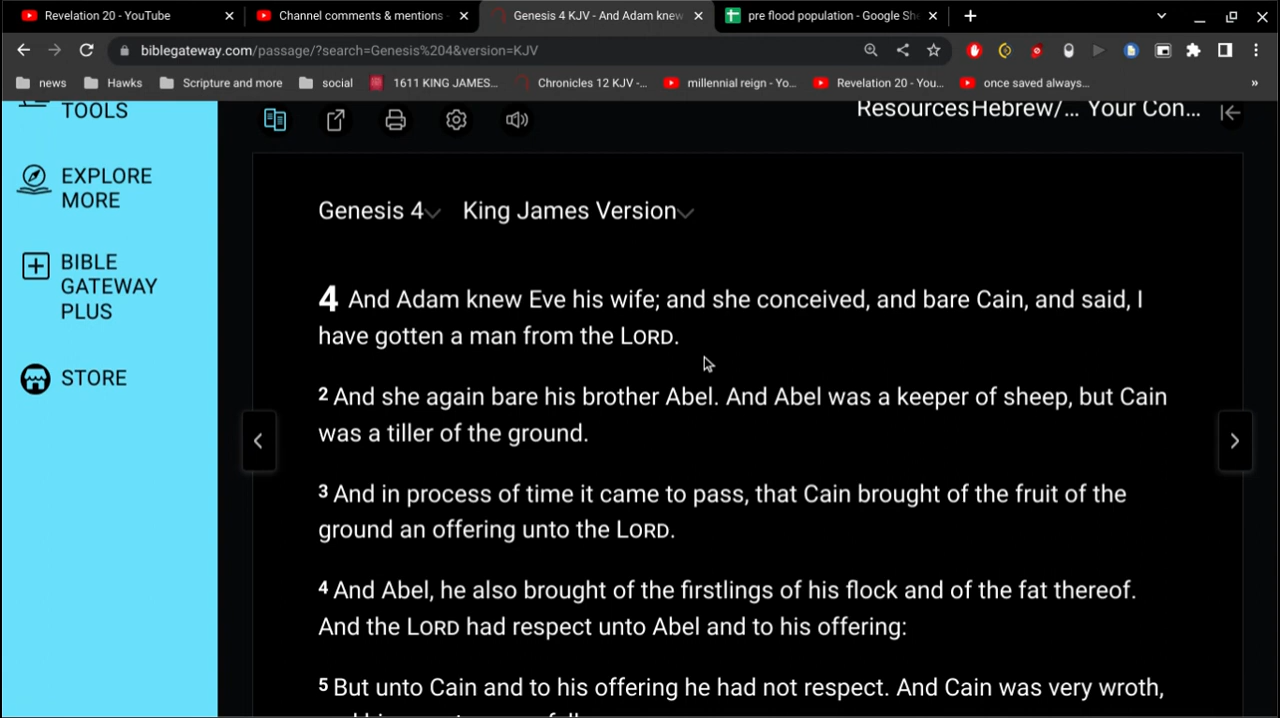 Revelation 20 - YouTube
Channel comments & mentions -
Genesis 4 KJV - And Adam knew
pre flood population - Google She
biblegateway.com/passage/?search=Genesis%204&version=KJV
news
Hawks
Scripture and more
social
1611 KING JAMES...
Chronicles 12 KJV -...
millennial reign - Yo...
Revelation 20 - You...
once saved always...
TOOLS
EXPLORE
MORE
BIBLE
GATEWAY
PLUS
STORE
Resources Hebrew/... Your Con...
Genesis 4 King James Version
4 And Adam knew Eve his wife; and she conceived, and bare Cain, and said, I
have gotten a man from the LORD.
2 And she again bare his brother Abel. And Abel was a keeper of sheep, but Cain
was a tiller of the ground.
3 And in process of time it came to pass, that Cain brought of the fruit of the
ground an offering unto the LORD.
4 And Abel, he also brought of the firstlings of his flock and of the fat thereof.
And the LORD had respect unto Abel and to his offering:
5 But unto Cain and to his offering he had not respect. And Cain was very wroth,